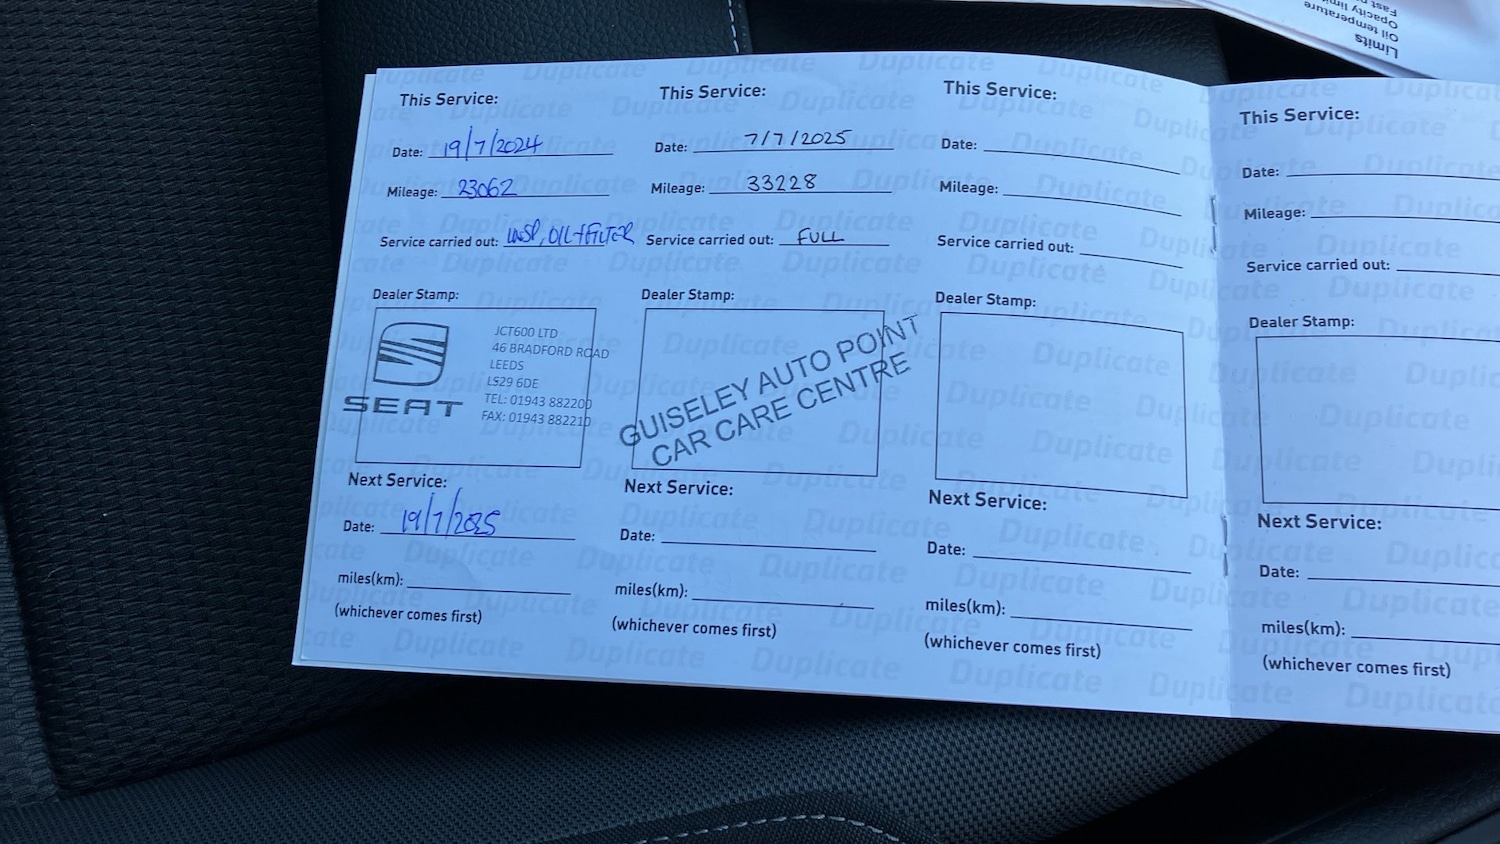 Limits
Oil temperature
Opacity limi
Fast
This Service:
Date: 19/7/2024
Mileage: 23062
Service carried out: INSP, OIL+FILTER
Dealer Stamp:
SEAT
JCT600 LTD
46 BRADFORD ROAD
LEEDS
LS29 6DE
TEL: 01943 882200
FAX: 01943 882210
Next Service:
Date: 19/7/2025
miles(km):
(whichever comes first)
This Service:
Date: 7/7/2025
Mileage: 33228
Service carried out: FULL
Dealer Stamp:
GUISELEY AUTO POINT
CAR CARE CENTRE
Next Service:
Date:
miles(km):
(whichever comes first)
This Service:
Date:
Mileage:
Service carried out:
Dealer Stamp:
Next Service:
Date:
miles(km):
(whichever comes first)
This Service:
Date:
Mileage:
Service carried out:
Dealer Stamp:
Next Service:
Date:
miles(km):
(whichever comes first)
Duplicate